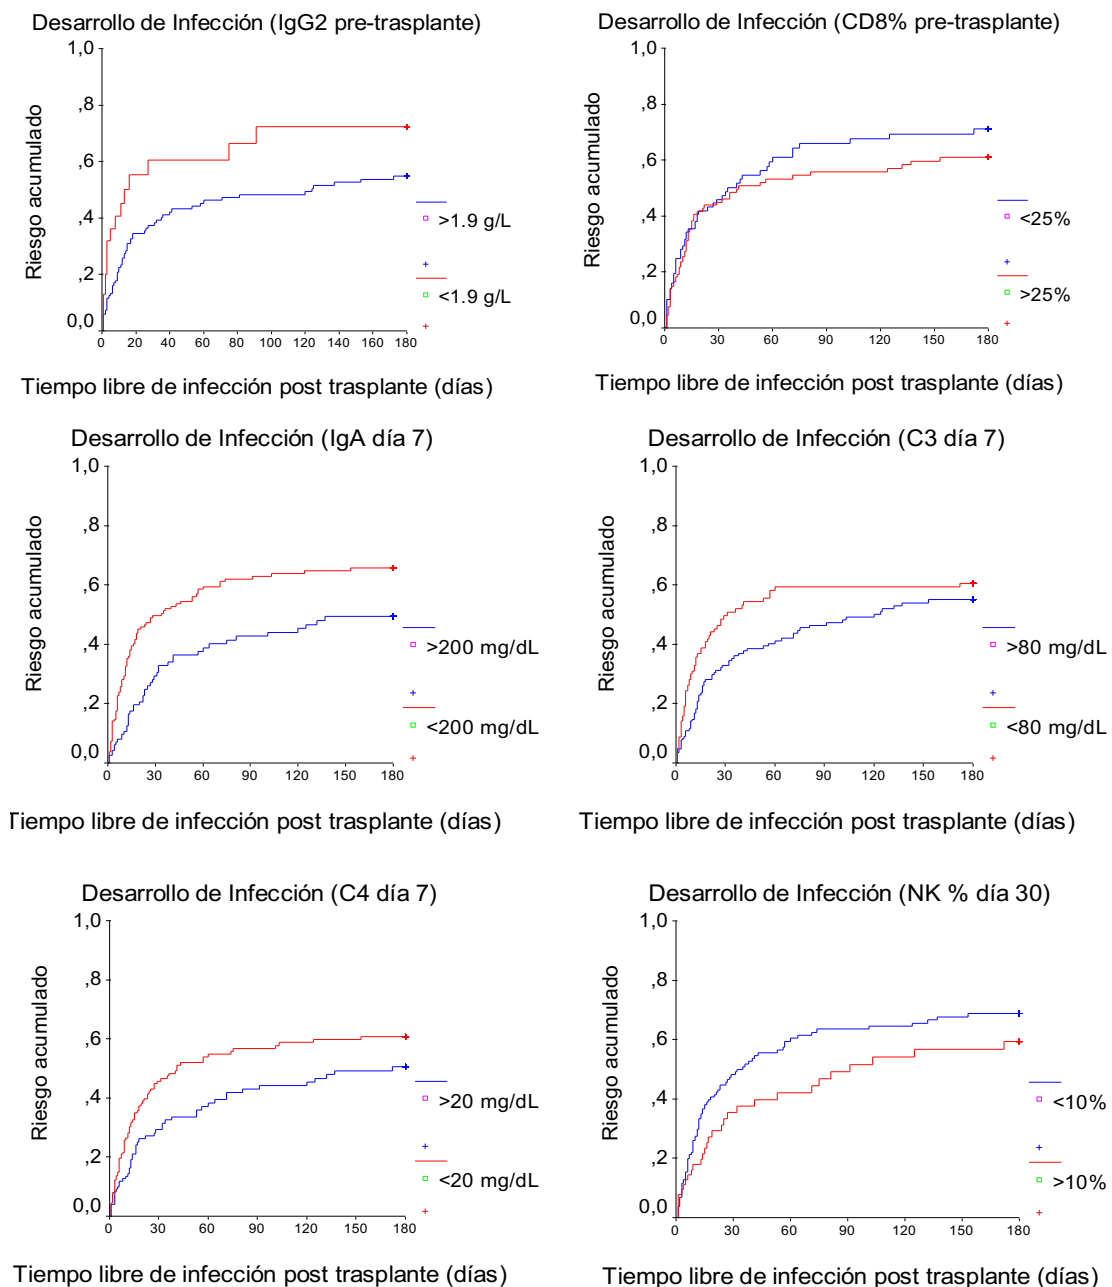 Desarrollo de Infección (IgG2 pre-trasplante)
1,0
,8
,6
,4
,2
0,0
Riesgo acumulado
0 20 40 60 80 100 120 140 160 180
>1.9 g/L
<1.9 g/L
Tiempo libre de infección post trasplante (días)
Desarrollo de Infección (CD8% pre-trasplante)
1,0
,8
,6
,4
,2
0,0
Riesgo acumulado
0 30 60 90 120 150 180
<25%
>25%
Tiempo libre de infección post trasplante (días)
Desarrollo de Infección (IgA día 7)
1,0
,8
,6
,4
,2
0,0
Riesgo acumulado
0 30 60 90 120 150 180
>200 mg/dL
<200 mg/dL
Tiempo libre de infección post trasplante (días)
Desarrollo de Infección (C3 día 7)
1,0
,8
,6
,4
,2
0,0
Riesgo acumulado
0 30 60 90 120 150 180
>80 mg/dL
<80 mg/dL
Tiempo libre de infección post trasplante (días)
Desarrollo de Infección (C4 día 7)
1,0
,8
,6
,4
,2
0,0
Riesgo acumulado
0 30 60 90 120 150 180
>20 mg/dL
<20 mg/dL
Tiempo libre de infección post trasplante (días)
Desarrollo de Infección (NK % día 30)
1,0
,8
,6
,4
,2
0,0
Riesgo acumulado
0 30 60 90 120 150 180
<10%
>10%
Tiempo libre de infección post trasplante (días)